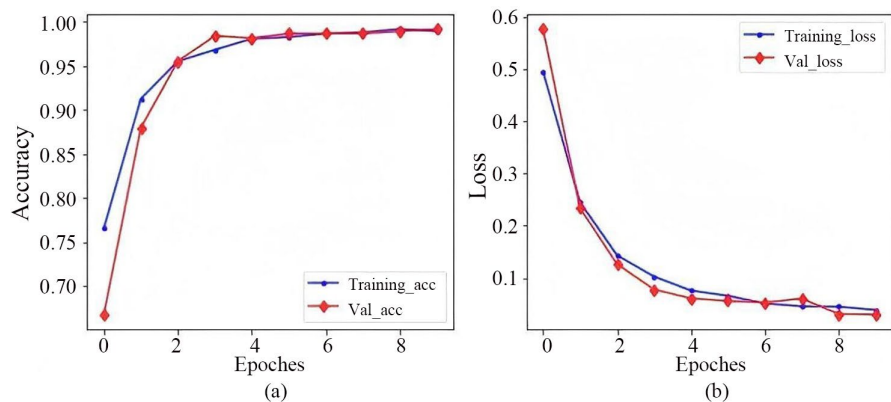 1.00
0.95
0.90
0.85
0.80
0.75
0.70
Accuracy
Training_acc
Val_acc
0 2 4 6 8
Epoches
(a)
0.6
0.5
0.4
0.3
0.2
0.1
Loss
Training_loss
Val_loss
0 2 4 6 8
Epoches
(b)